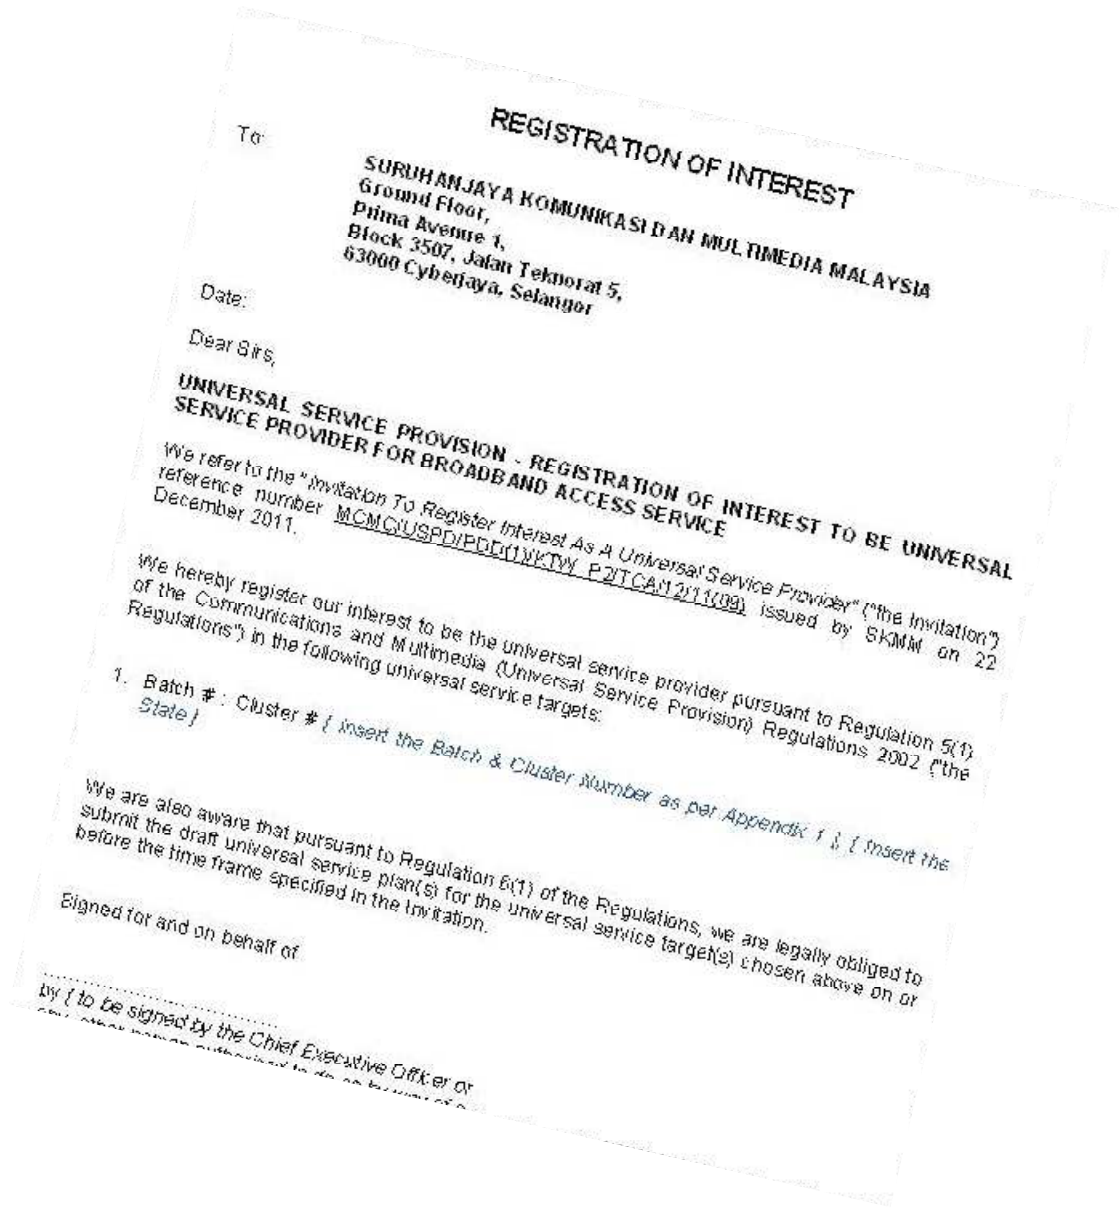 REGISTRATION OF INTEREST
To:
SURUHANJAYA KOMUNIKASI DAN MULTIMEDIA MALAYSIA
Ground Floor,
Prima Avenue 1,
Block 3507, Jalan Teknorat 5,
63000 Cyberjaya, Selangor
Date:
Dear Sirs,
UNIVERSAL SERVICE PROVISION - REGISTRATION OF INTEREST TO BE UNIVERSAL
SERVICE PROVIDER FOR BROADBAND ACCESS SERVICE
We refer to the "Invitation To Register Interest As A Universal Service Provider" ("the Invitation")
reference number MCMC/USPD/PDD(1)/KTW_P2/TCA/12/11(09) issued by SKMM on 22
December 2011.
We hereby register our interest to be the universal service provider pursuant to Regulation 5(1)
of the Communications and Multimedia (Universal Service Provision) Regulations 2002 ("the
Regulations") in the following universal service targets:
1. Batch # : Cluster # { Insert the Batch & Cluster Number as per Appendix 1 }, { Insert the
State }
We are also aware that pursuant to Regulation 6(1) of the Regulations, we are legally obliged to
submit the draft universal service plan(s) for the universal service target(s) chosen above on or
before the time frame specified in the Invitation.
Signed for and on behalf of
........................................
by { to be signed by the Chief Executive Officer or